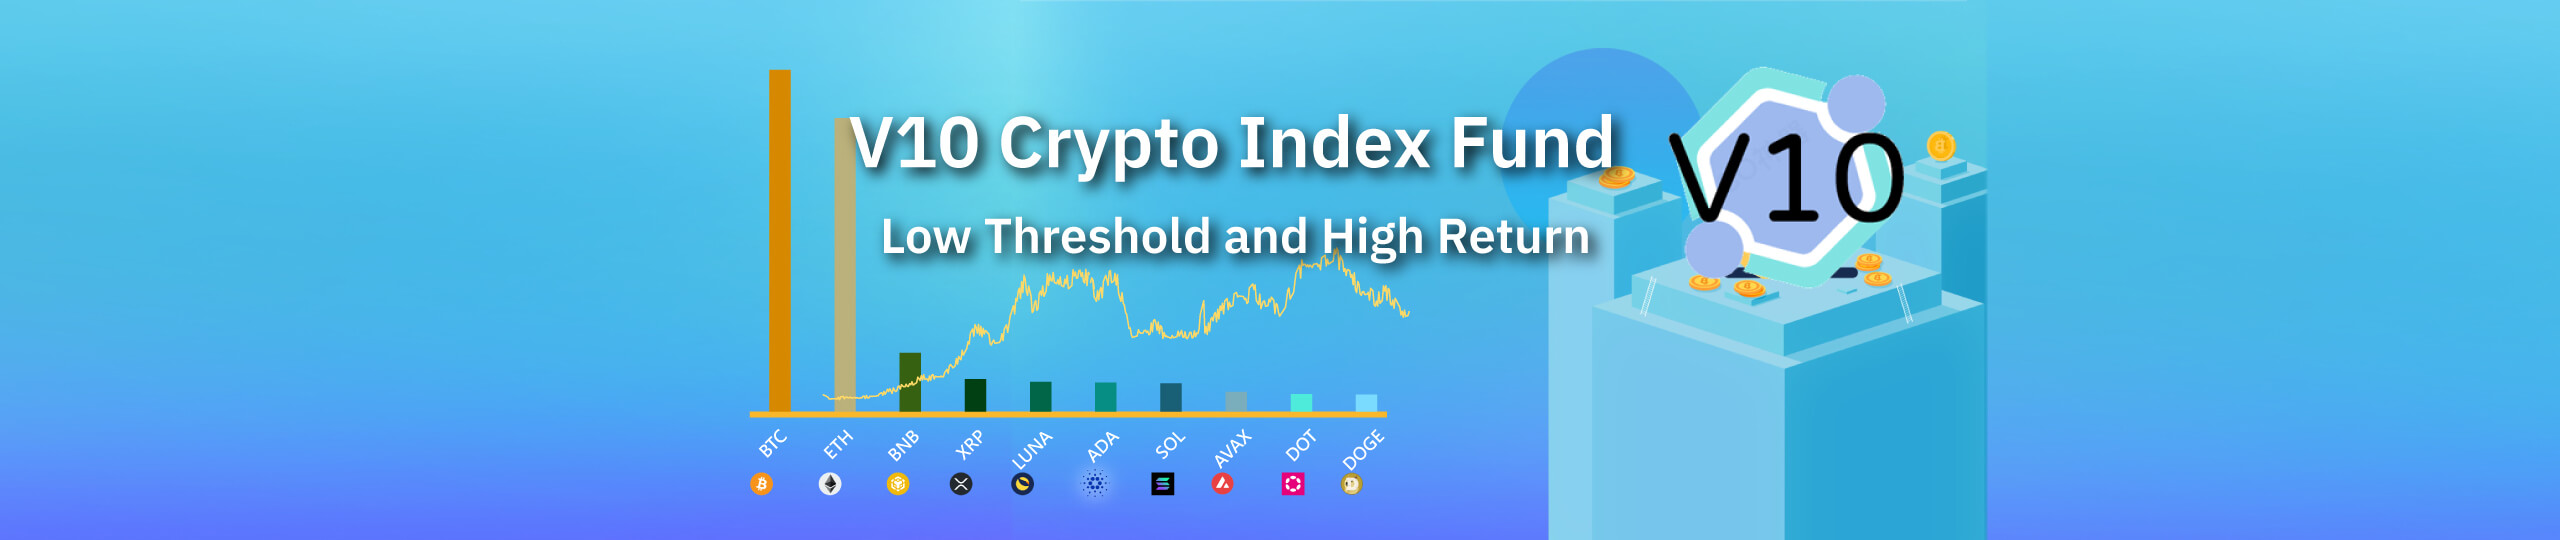 V10 Crypto Index Fund
Low Threshold and High Return
V10
BTC
ETH
BNB
XRP
LUNA
ADA
SOL
AVAX
DOT
DOGE